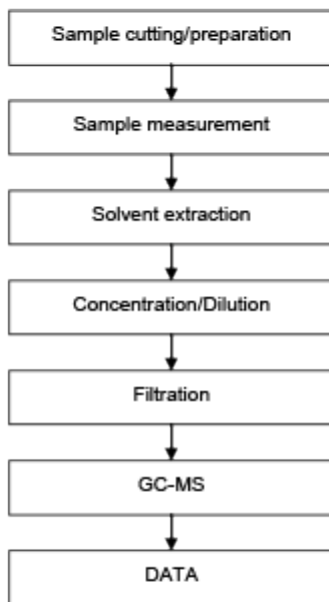 Sample cutting/preparation
Sample measurement
Solvent extraction
Concentration/Dilution
Filtration
GC-MS
DATA